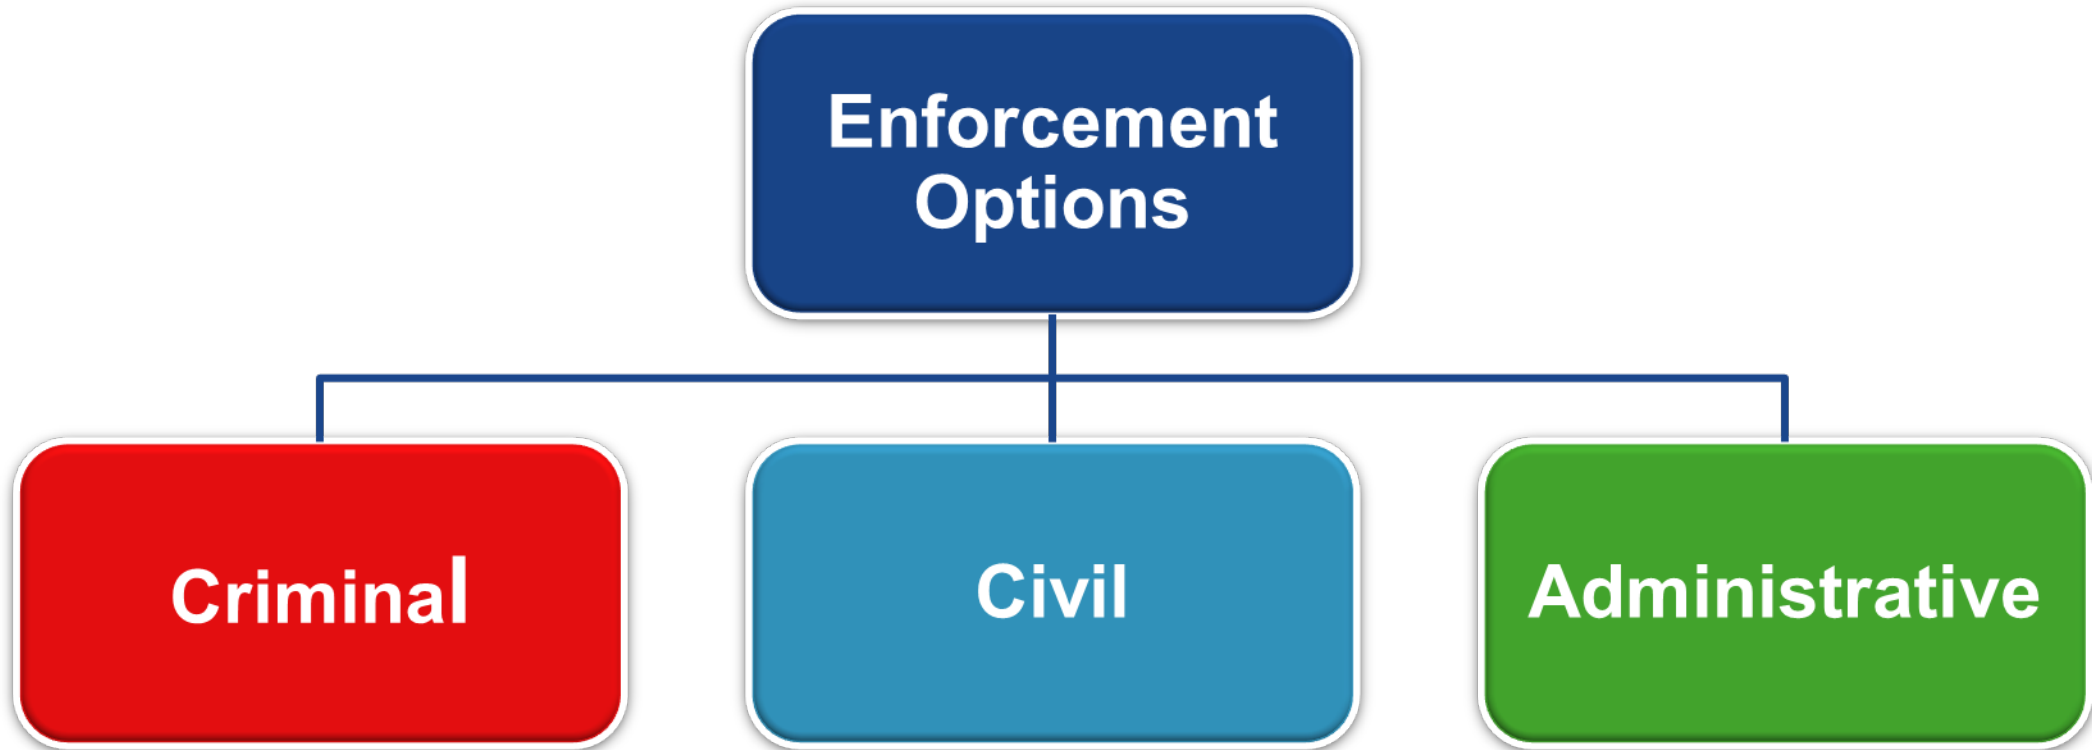 Enforcement
Options
Criminal
Civil
Administrative